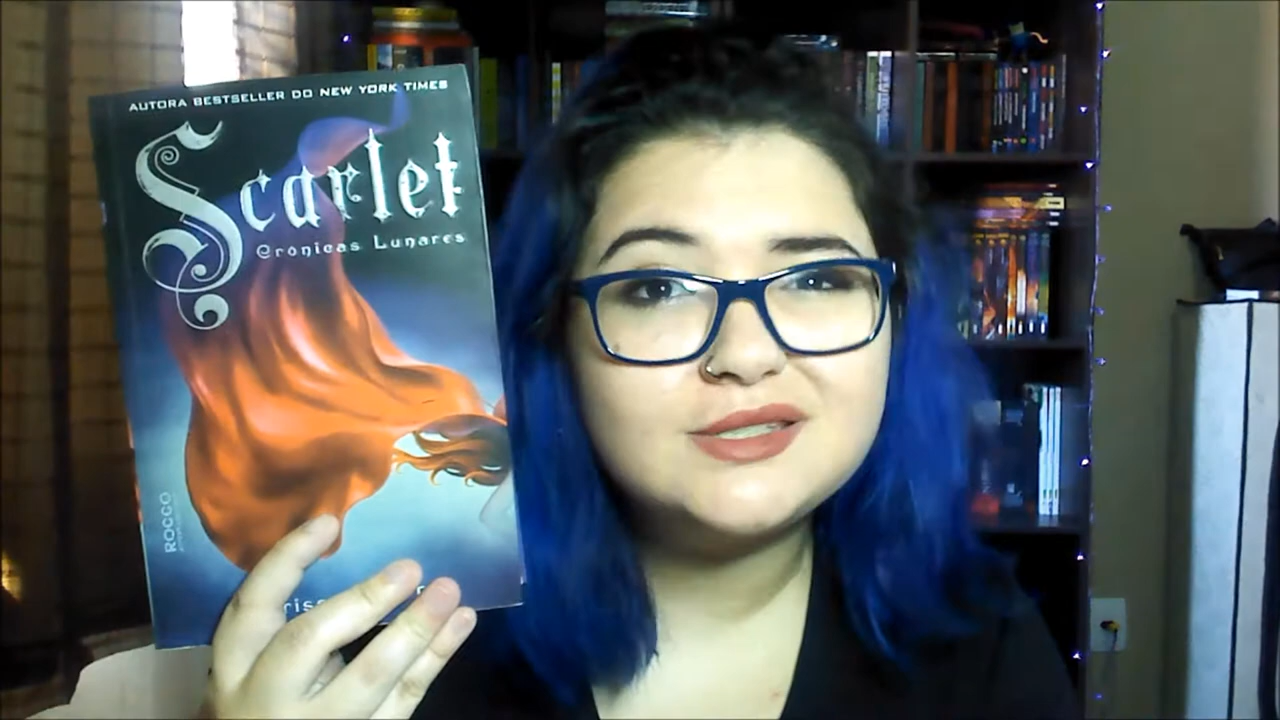 AUTORA BESTSELLER DO NEW YORK TIMES
Scarlet
Crônicas Lunares
ROCCO